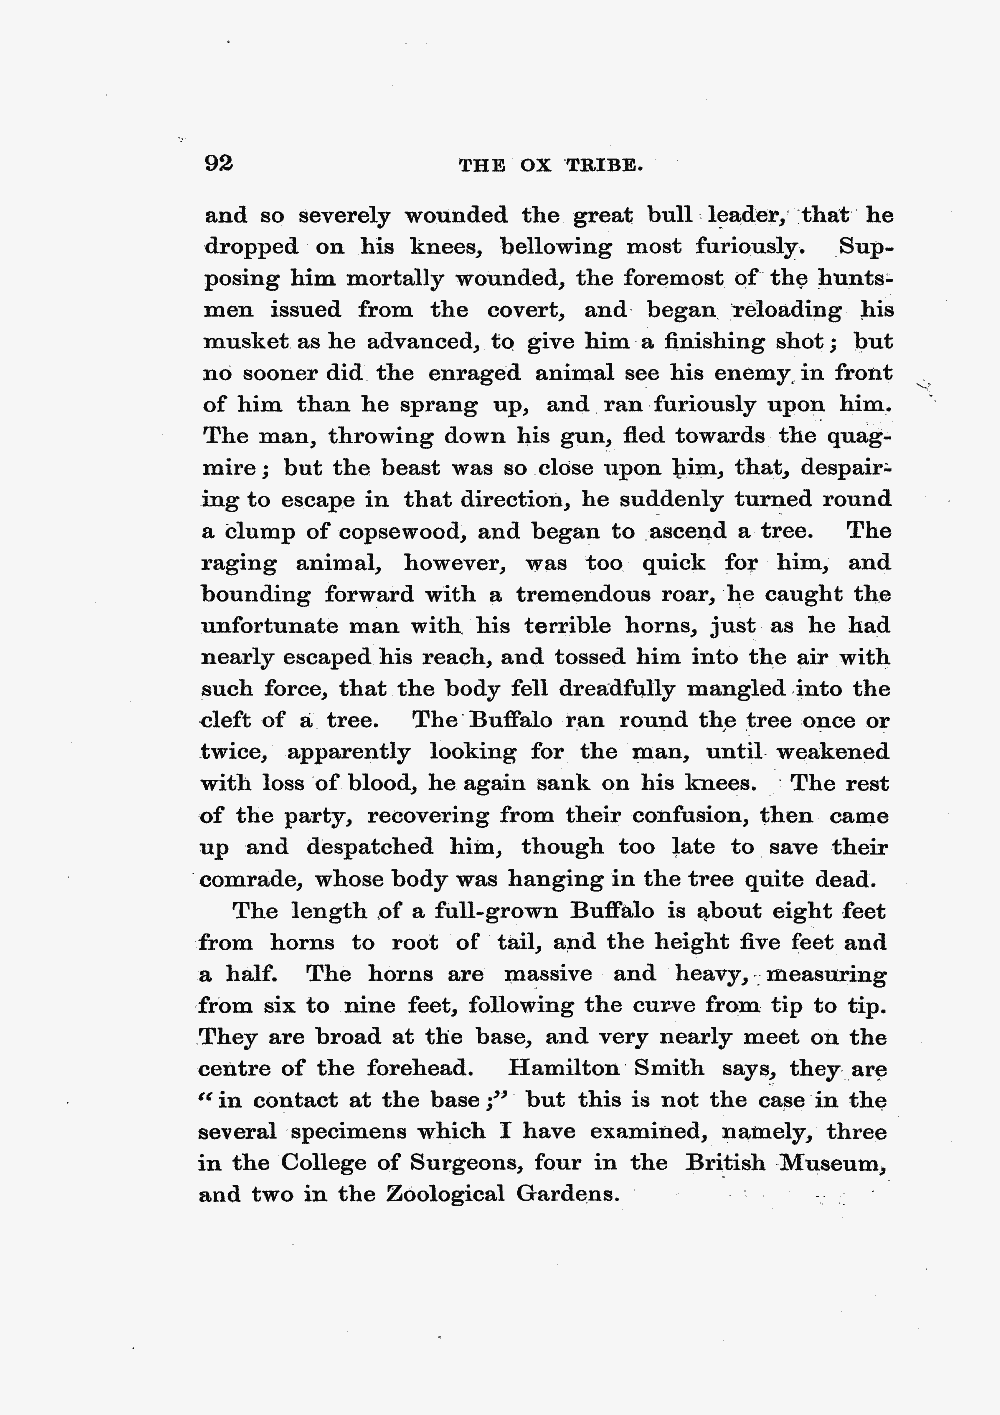 92 THE OX TRIBE.
and so severely wounded the great bull leader, that he
dropped on his knees, bellowing most furiously. Sup-
posing him mortally wounded, the foremost of the hunts-
men issued from the covert, and began reloading his
musket as he advanced, to give him a finishing shot; but
no sooner did the enraged animal see his enemy in front
of him than he sprang up, and ran furiously upon him.
The man, throwing down his gun, fled towards the quag-
mire; but the beast was so close upon him, that, despair-
ing to escape in that direction, he suddenly turned round
a clump of copsewood, and began to ascend a tree. The
raging animal, however, was too quick for him, and
bounding forward with a tremendous roar, he caught the
unfortunate man with his terrible horns, just as he had
nearly escaped his reach, and tossed him into the air with
such force, that the body fell dreadfully mangled into the
cleft of a tree. The Buffalo ran round the tree once or
twice, apparently looking for the man, until weakened
with loss of blood, he again sank on his knees. The rest
of the party, recovering from their confusion, then came
up and despatched him, though too late to save their
comrade, whose body was hanging in the tree quite dead.
The length of a full-grown Buffalo is about eight feet
from horns to root of tail, and the height five feet and
a half. The horns are massive and heavy, measuring
from six to nine feet, following the curve from tip to tip.
They are broad at the base, and very nearly meet on the
centre of the forehead. Hamilton Smith says, they are
“in contact at the base;” but this is not the case in the
several specimens which I have examined, namely, three
in the College of Surgeons, four in the British Museum,
and two in the Zoological Gardens.